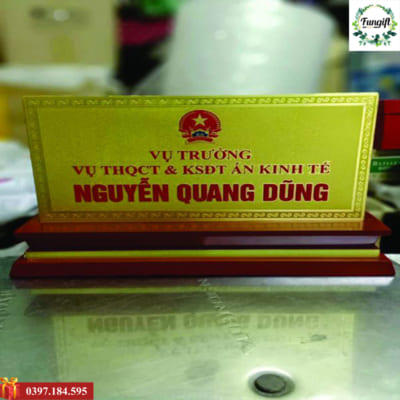 Fungift
VỤ TRƯỞNG
VỤ THQCT & KSĐT ÁN KINH TẾ
NGUYỄN QUANG DŨNG
0397.184.595